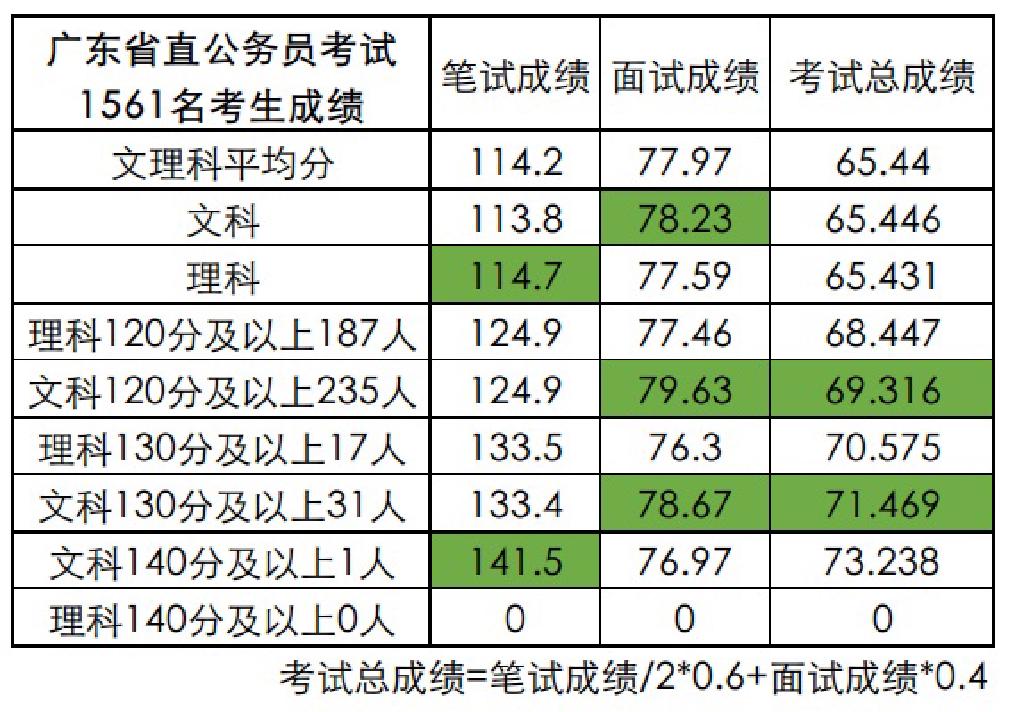 广东省直公务员考试
1561名考生成绩
笔试成绩 面试成绩 考试总成绩
文理科平均分 114.2 77.97 65.44
文科 113.8 78.23 65.446
理科 114.7 77.59 65.431
理科120分及以上187人 124.9 77.46 68.447
文科120分及以上235人 124.9 79.63 69.316
理科130分及以上17人 133.5 76.3 70.575
文科130分及以上31人 133.4 78.67 71.469
文科140分及以上1人 141.5 76.97 73.238
理科140分及以上0人 0 0 0
考试总成绩=笔试成绩/2*0.6+面试成绩*0.4